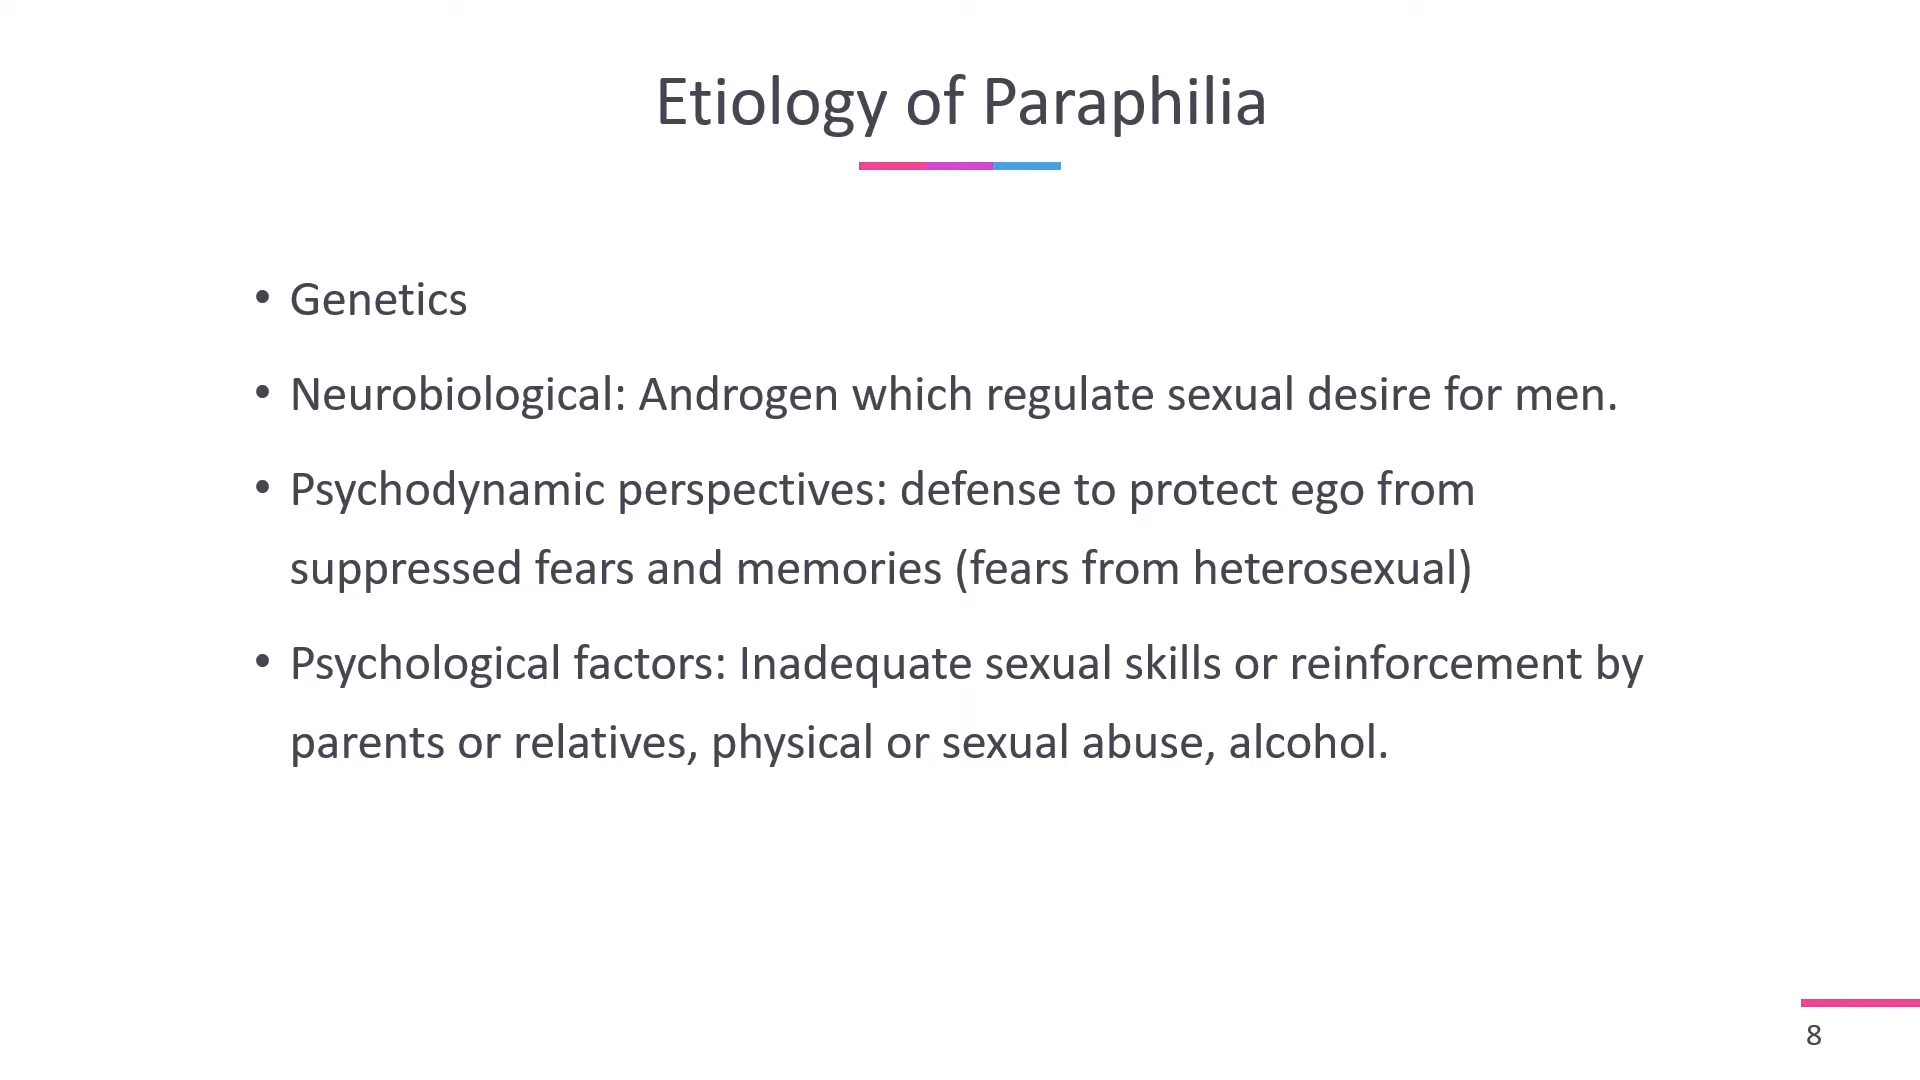 Etiology of Paraphilia
• Genetics
• Neurobiological: Androgen which regulate sexual desire for men.
• Psychodynamic perspectives: defense to protect ego from
suppressed fears and memories (fears from heterosexual)
• Psychological factors: Inadequate sexual skills or reinforcement by
parents or relatives, physical or sexual abuse, alcohol.
8